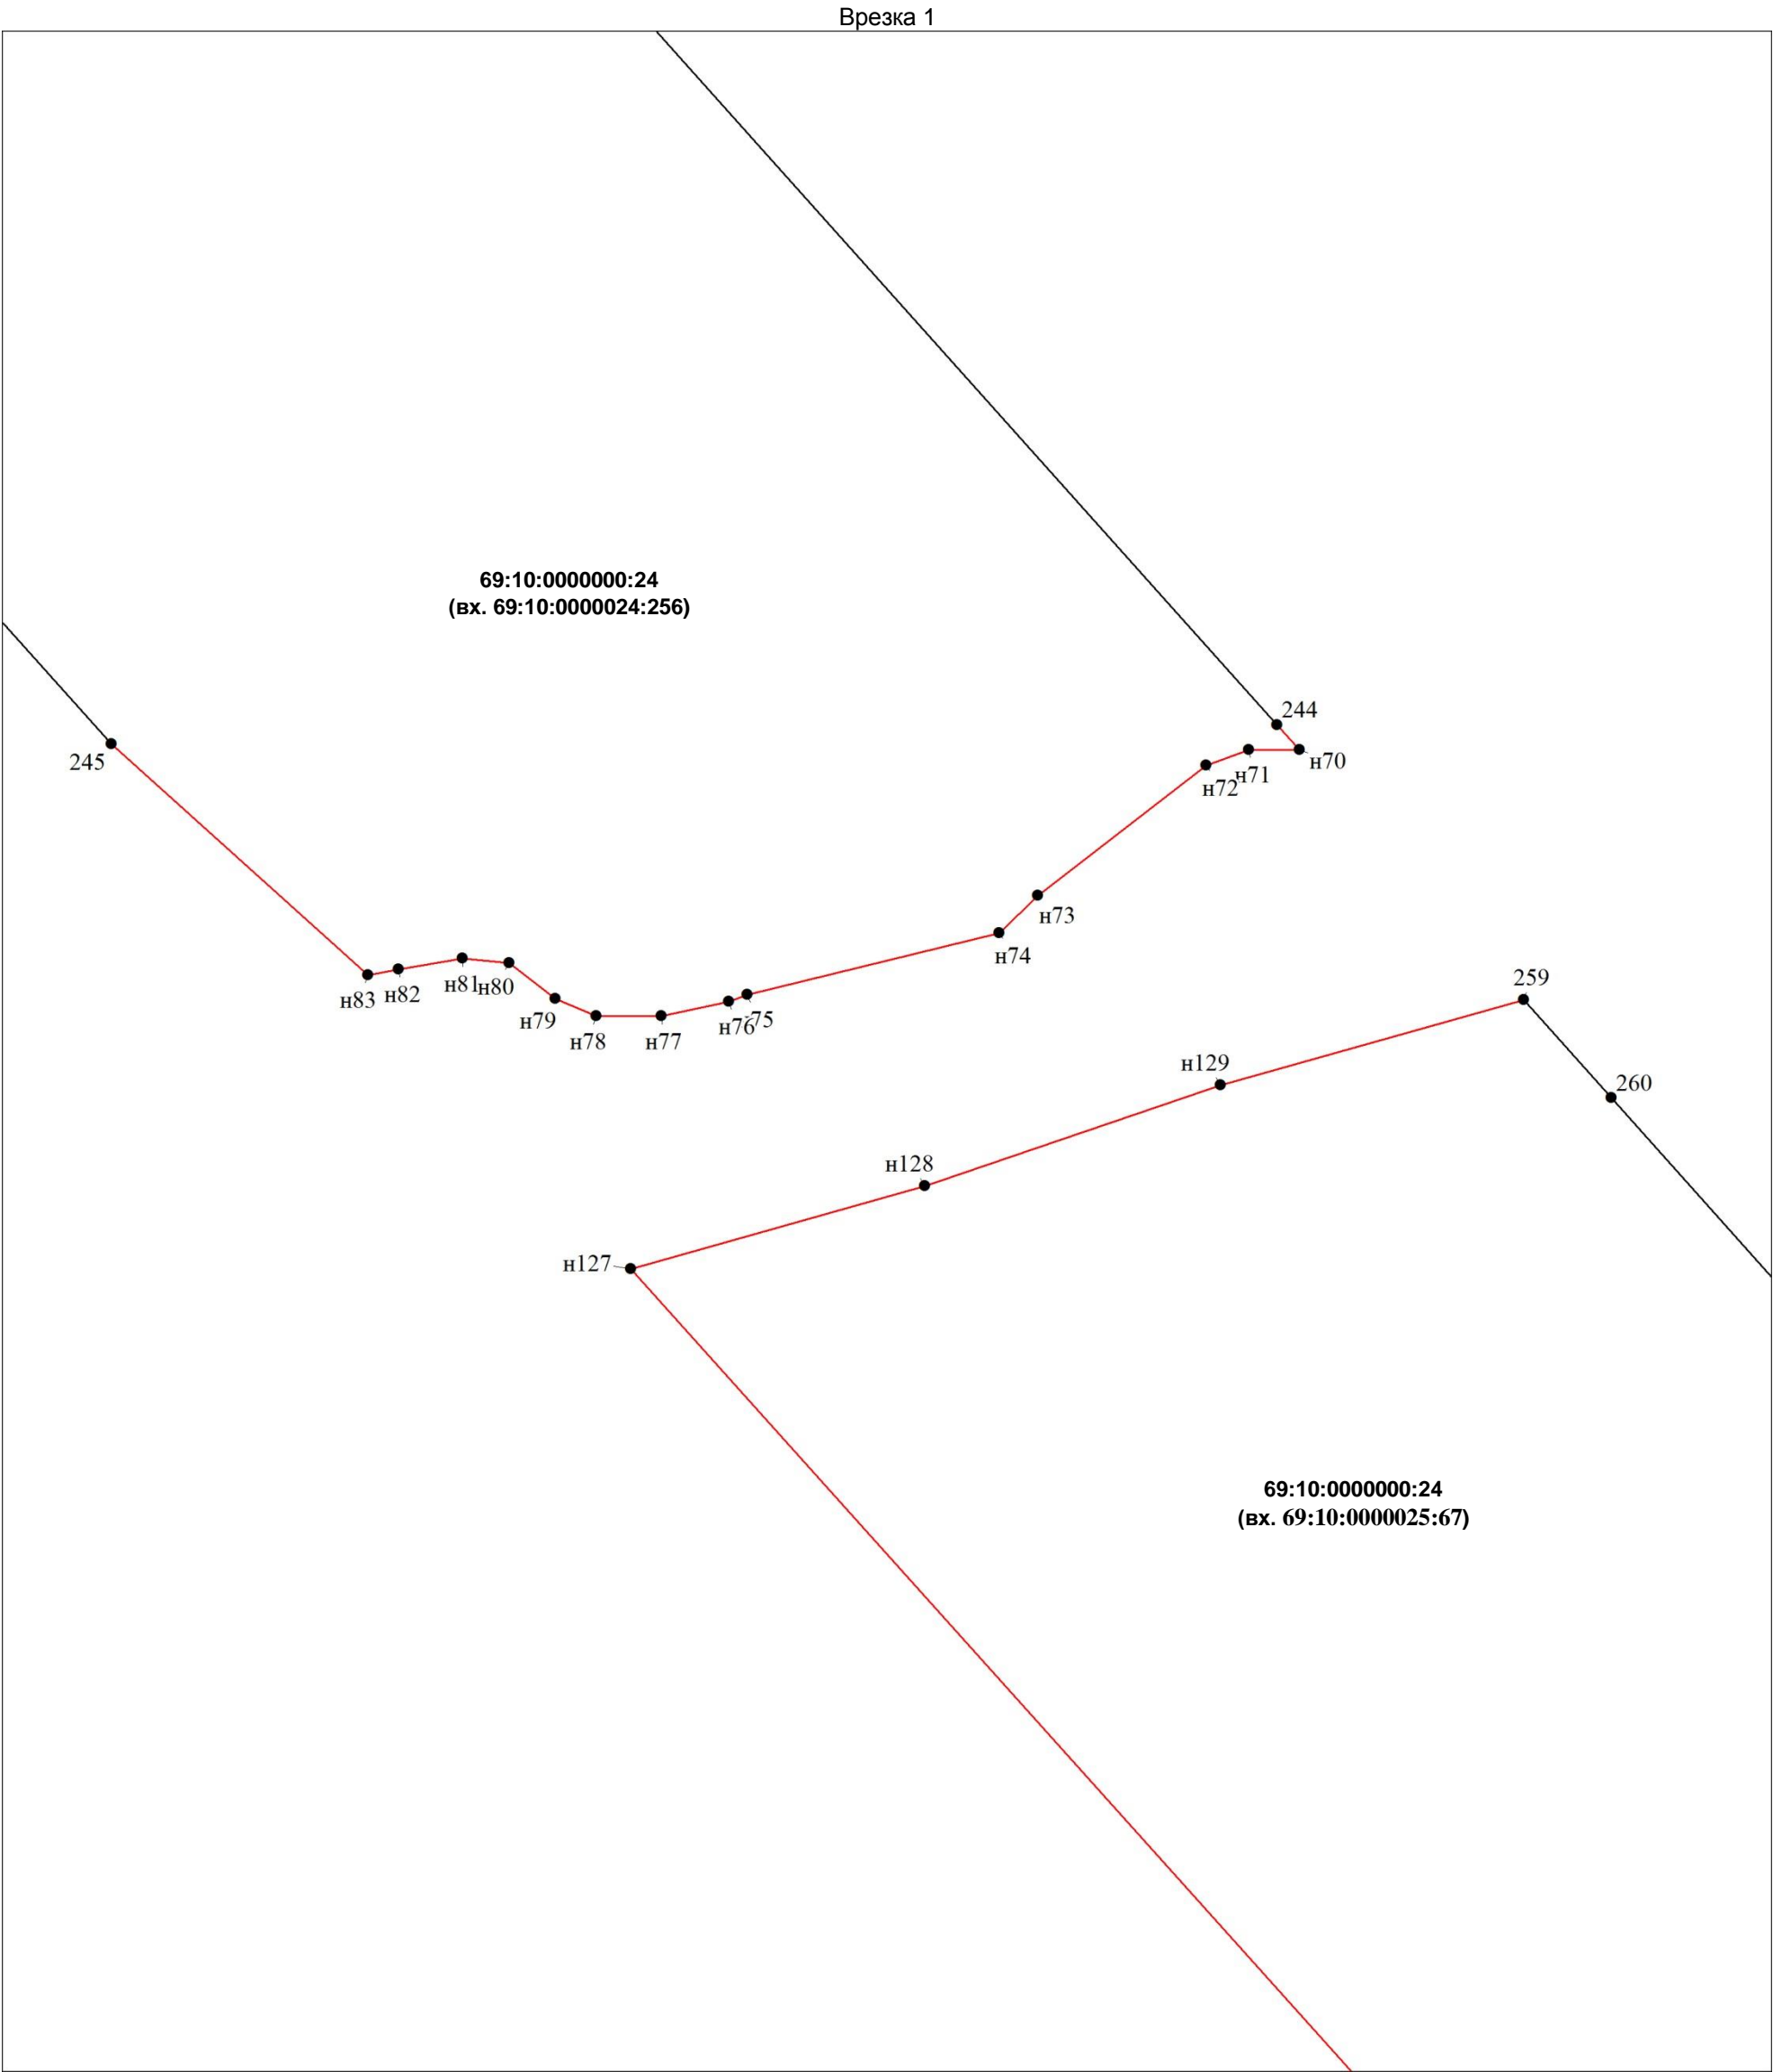 Врезка 1
69:10:0000000:24
(вх. 69:10:0000024:256)
244
245
н70
н71
н72
н73
н74
75
н76
н77
н78
н79
н80
н81
н82
н83
259
260
н129
н128
н127
69:10:0000000:24
(вх. 69:10:0000025:67)